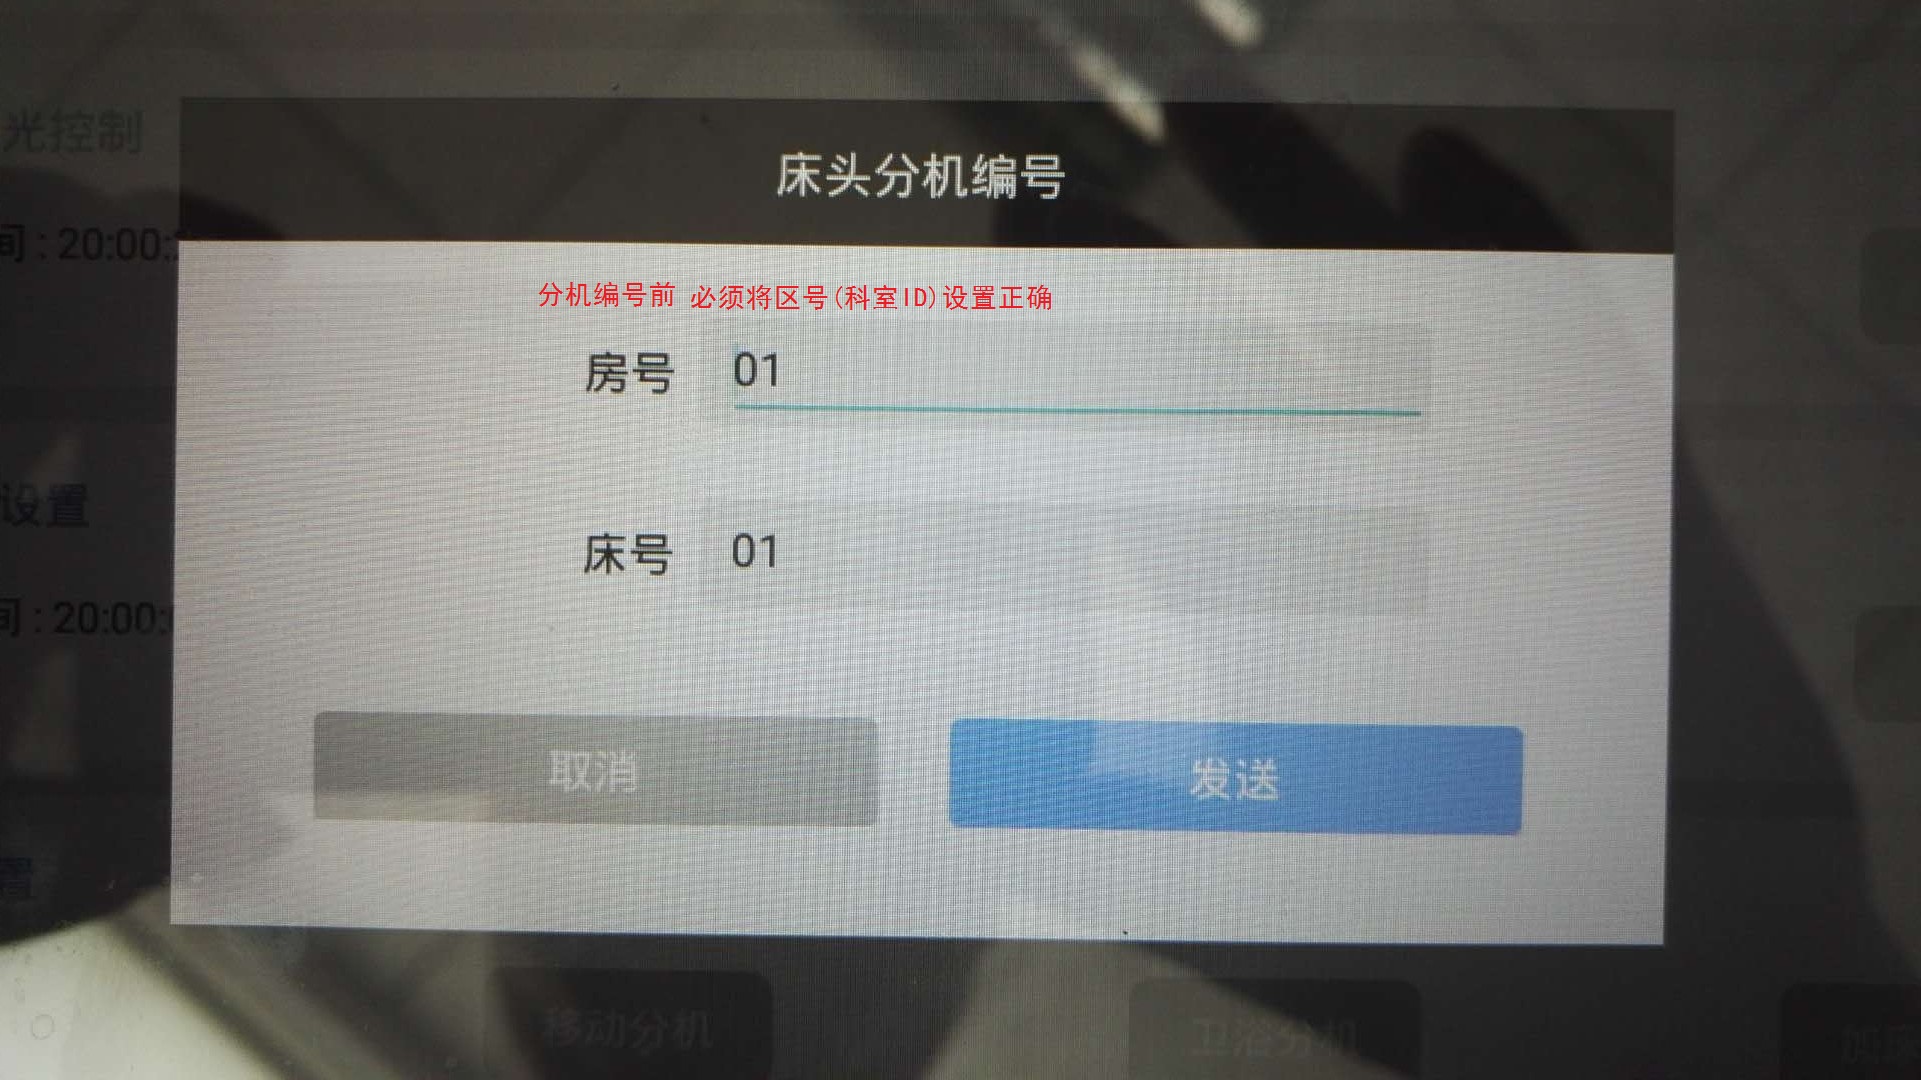 光控制
床头分机编号
间：20:00:
分机编号前 必须将区号(科室ID)设置正确
房号 01
设置
床号 01
间：20:00:
取消 发送
置
移动分机 卫浴分机